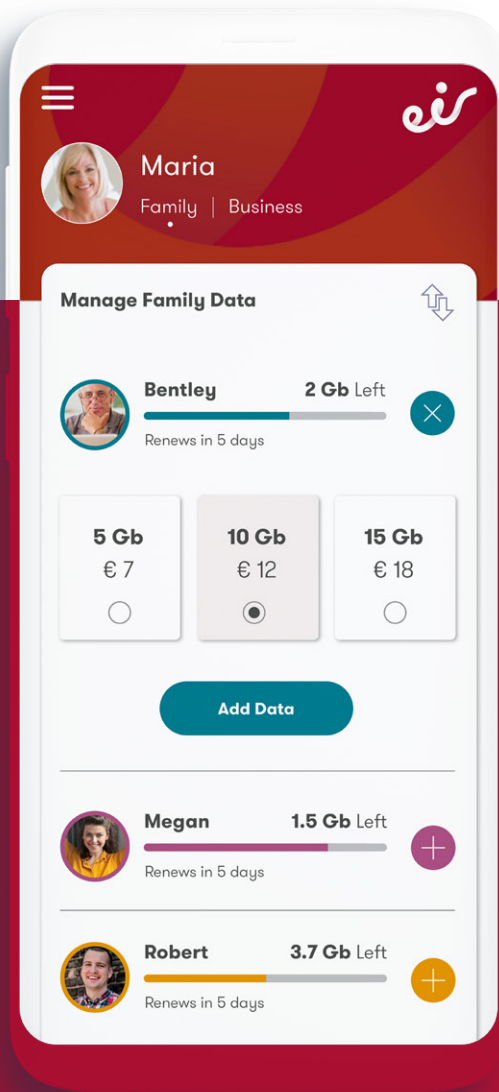 eir
Maria
Family | Business
Manage Family Data
Bentley 2 Gb Left
Renews in 5 days
5 Gb 10 Gb 15 Gb
€ 7 € 12 € 18
Add Data
Megan 1.5 Gb Left
Renews in 5 days
Robert 3.7 Gb Left
Renews in 5 days